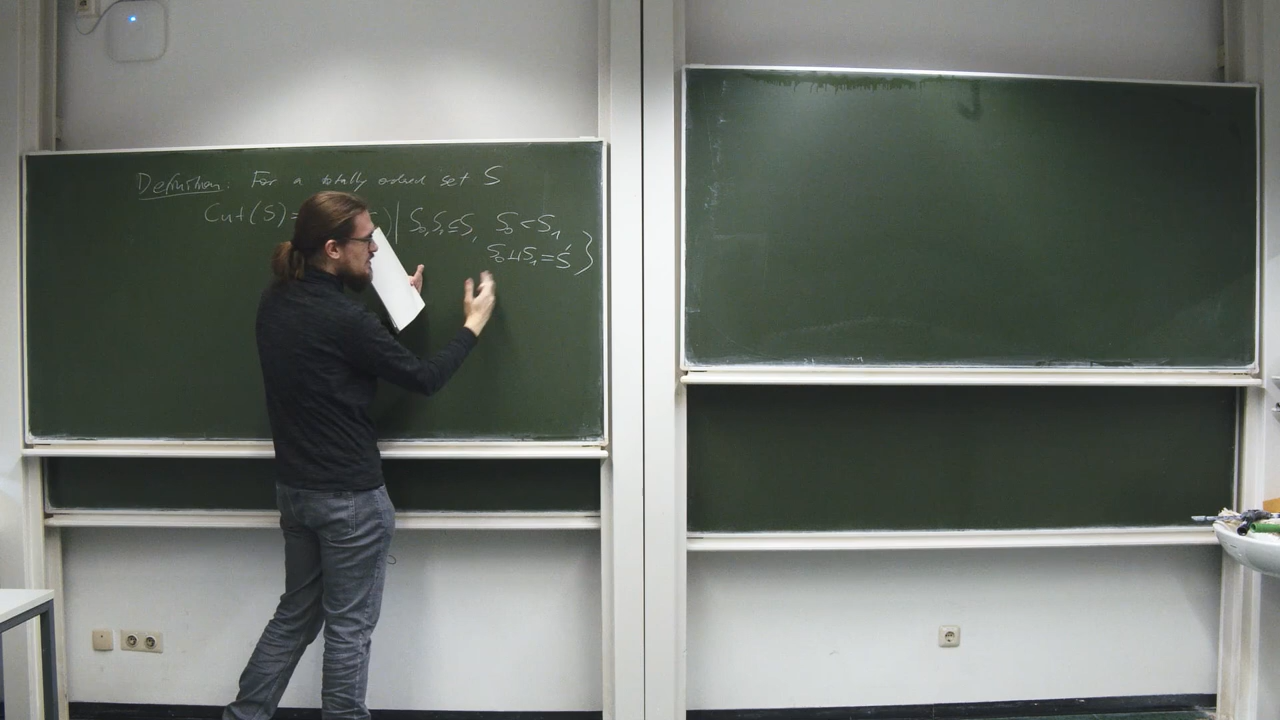 Definition: For a totally ordered set S
Cut(S)= ) | S₀,S₁⊆S, S₀<S₁,
S₀⊔S₁=S }